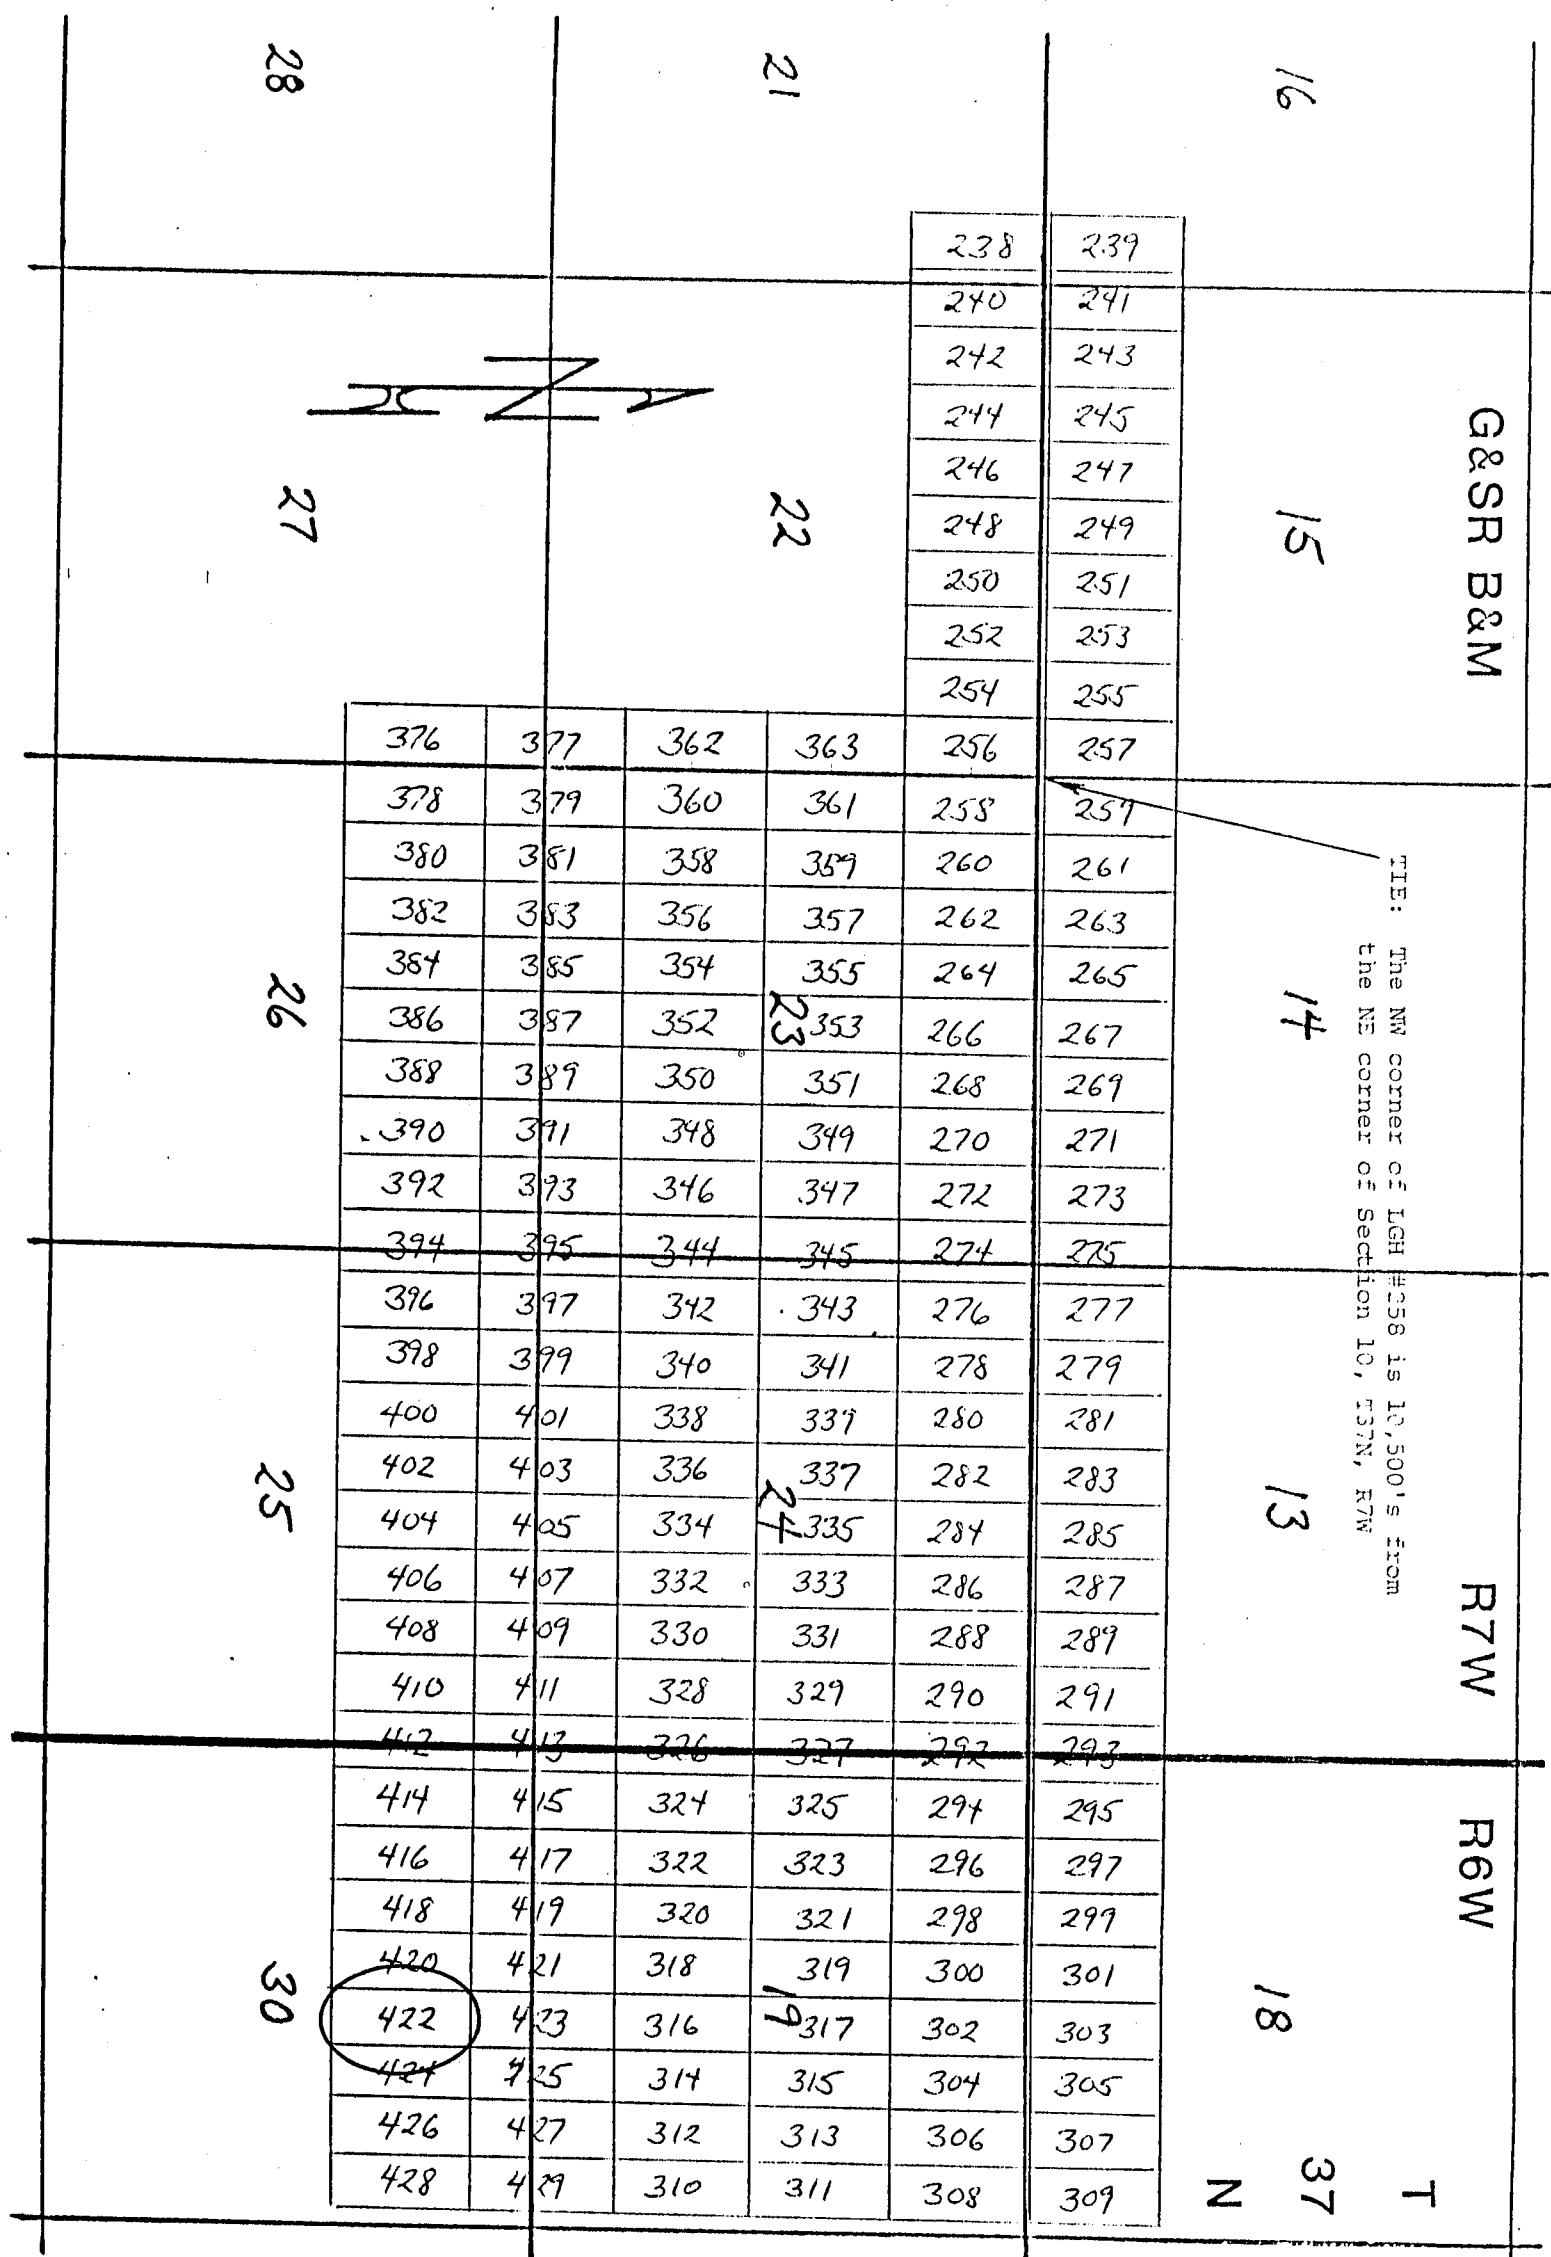 16
21
28
G&SR B&M
R7W
R6W
T
37
N
15
14
13
18
TIE: The NW corner of LGH #258 is 10,500's from
the NE corner of Section 10, T37N, R7W
22
27
23
26
24
25
19
30
238 239
240 241
242 243
244 245
246 247
248 249
250 251
252 253
254 255
376 377 362 363 256 257
378 379 360 361 258 259
380 381 358 359 260 261
382 383 356 357 262 263
384 385 354 355 264 265
386 387 352 353 266 267
388 389 350 351 268 269
390 391 348 349 270 271
392 393 346 347 272 273
394 395 344 345 274 275
396 397 342 343 276 277
398 399 340 341 278 279
400 401 338 339 280 281
402 403 336 337 282 283
404 405 334 335 284 285
406 407 332 333 286 287
408 409 330 331 288 289
410 411 328 329 290 291
412 413 326 327 292 293
414 415 324 325 294 295
416 417 322 323 296 297
418 419 320 321 298 299
420 421 318 319 300 301
422 423 316 317 302 303
424 425 314 315 304 305
426 427 312 313 306 307
428 429 310 311 308 309
N